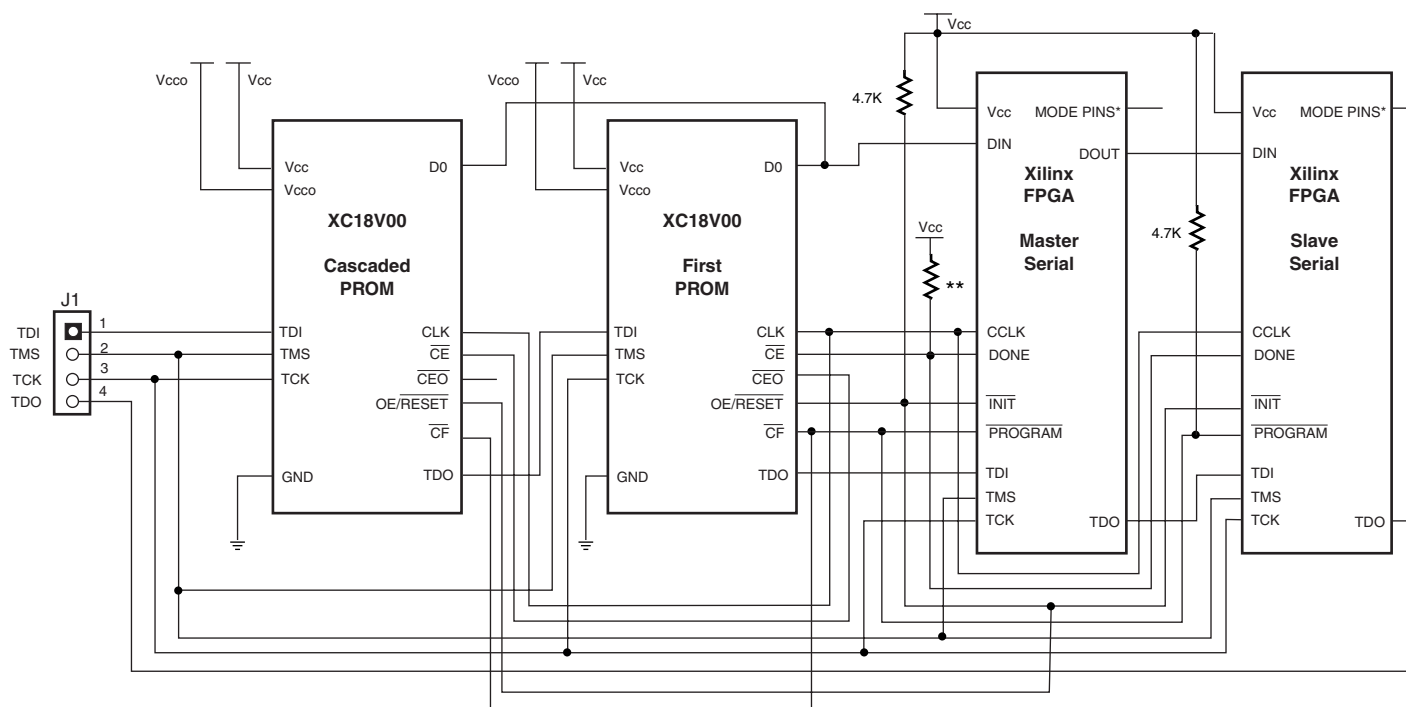 Vcc
Vcco
Vcc
Vcco
Vcc
4.7K
Vcc
MODE PINS*
DIN
DOUT
Xilinx
FPGA
Master
Serial
Vcc
MODE PINS*
DIN
Xilinx
FPGA
Slave
Serial
4.7K
Vcc
**
Vcc
D0
Vcco
XC18V00
Cascaded
PROM
Vcc
D0
Vcco
XC18V00
First
PROM
J1
TDI
1
TMS
2
TCK
3
TDO
4
TDI
CLK
TMS
CE
TCK
CEO
OE/RESET
CF
GND
TDO
TDI
CLK
TMS
CE
TCK
CEO
OE/RESET
CF
GND
TDO
CCLK
DONE
INIT
PROGRAM
TDI
TMS
TCK
TDO
CCLK
DONE
INIT
PROGRAM
TDI
TMS
TCK
TDO